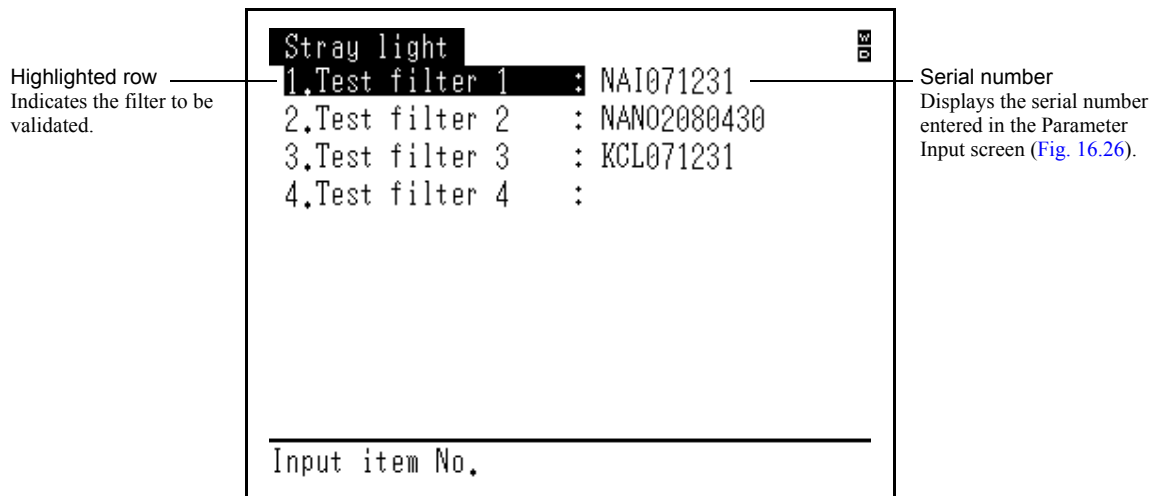 Stray light
WD
1.Test filter 1 : NAI071231
2.Test filter 2 : NANO2080430
3.Test filter 3 : KCL071231
4.Test filter 4 :
Input item No.
Highlighted row
Indicates the filter to be
validated.
Serial number
Displays the serial number
entered in the Parameter
Input screen (Fig. 16.26).